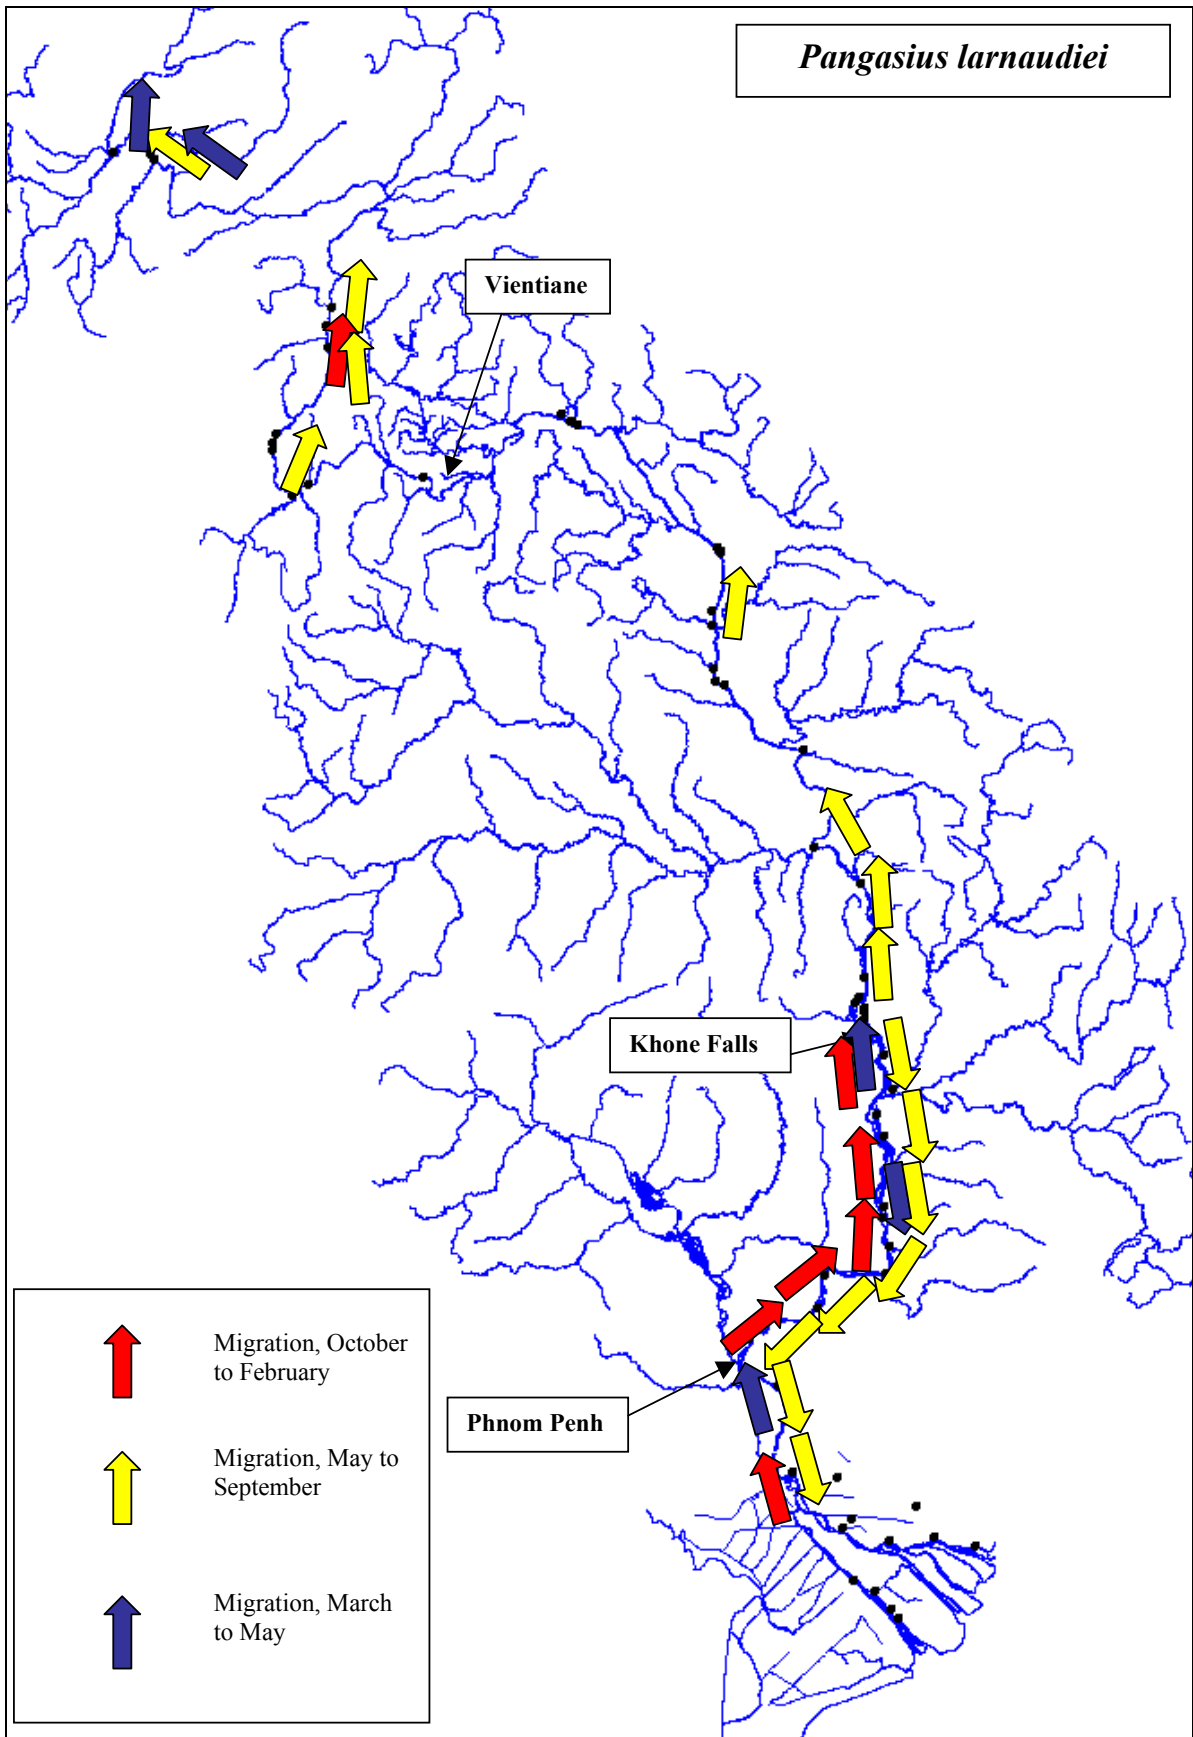 Pangasius larnaudiei
Vientiane
Khone Falls
Phnom Penh
Migration, October
to February
Migration, May to
September
Migration, March
to May